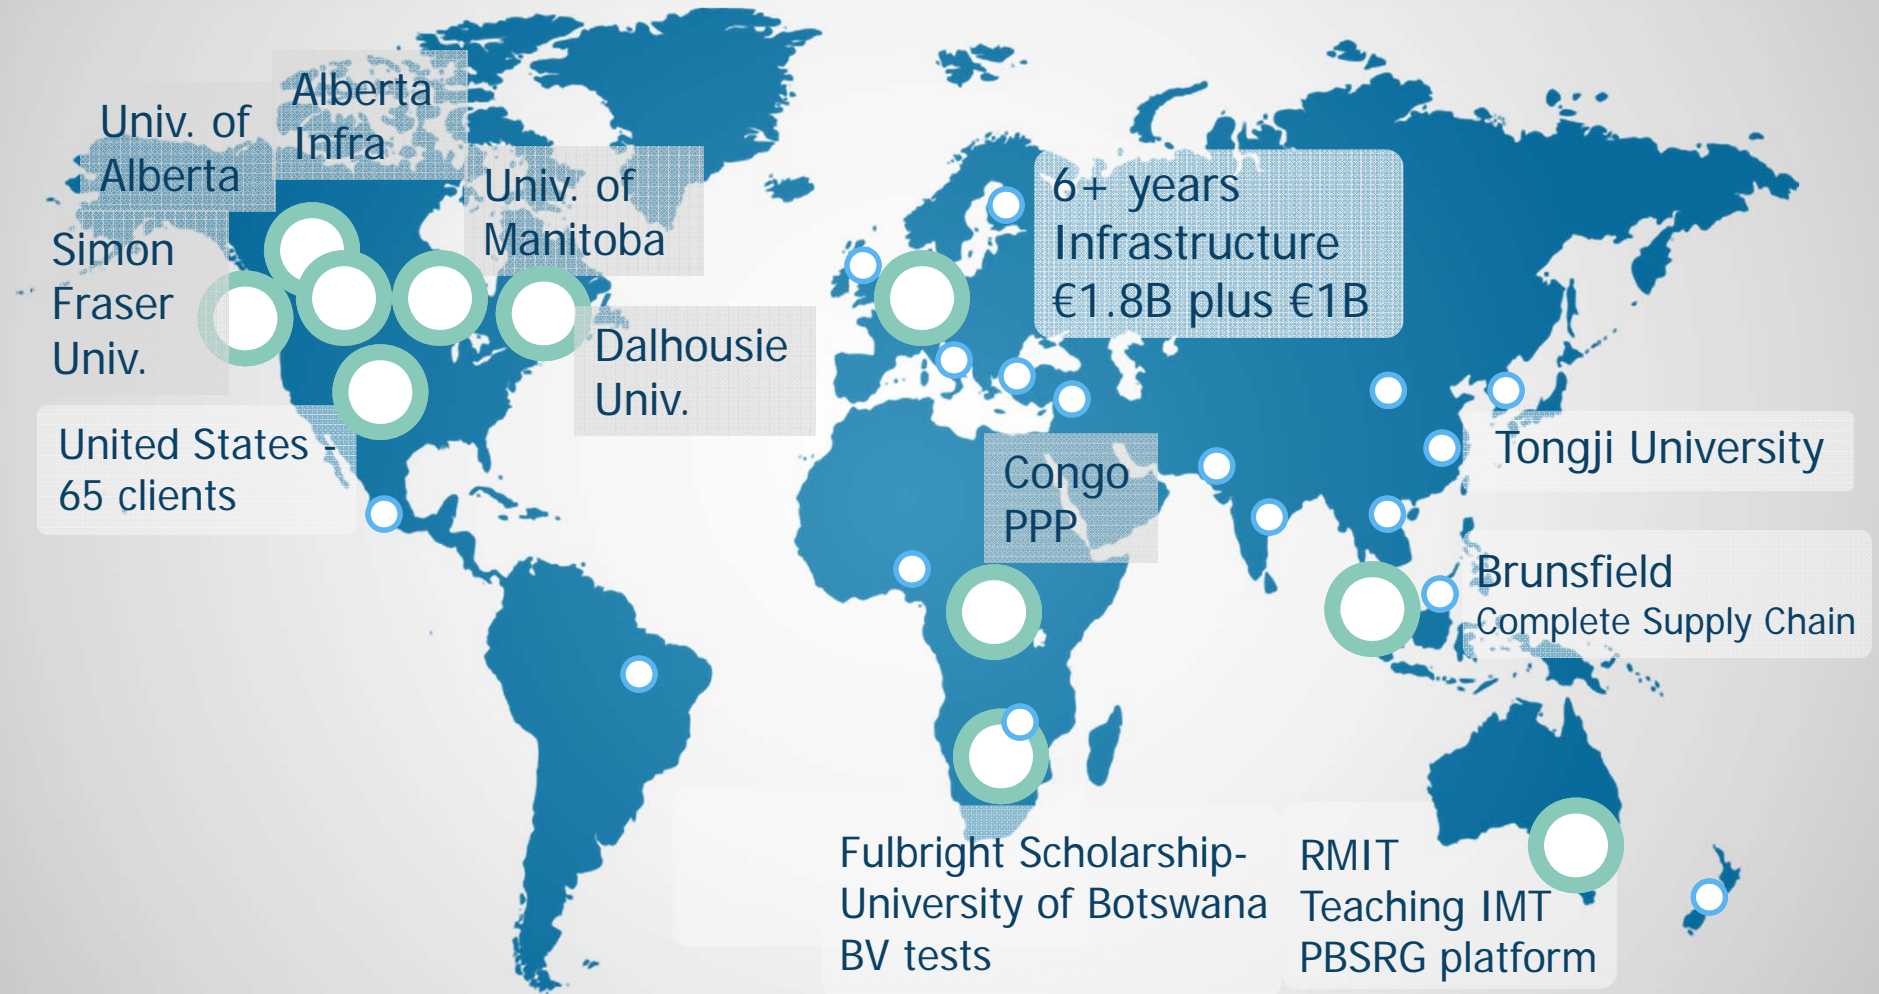 Univ. of
Alberta
Alberta
Infra
Univ. of
Manitoba
Simon
Fraser
Univ.
Dalhousie
Univ.
United States -
65 clients
6+ years
Infrastructure
€1.8B plus €1B
Congo
PPP
Tongji University
Brunsfield
Complete Supply Chain
Fulbright Scholarship-
University of Botswana
BV tests
RMIT
Teaching IMT
PBSRG platform